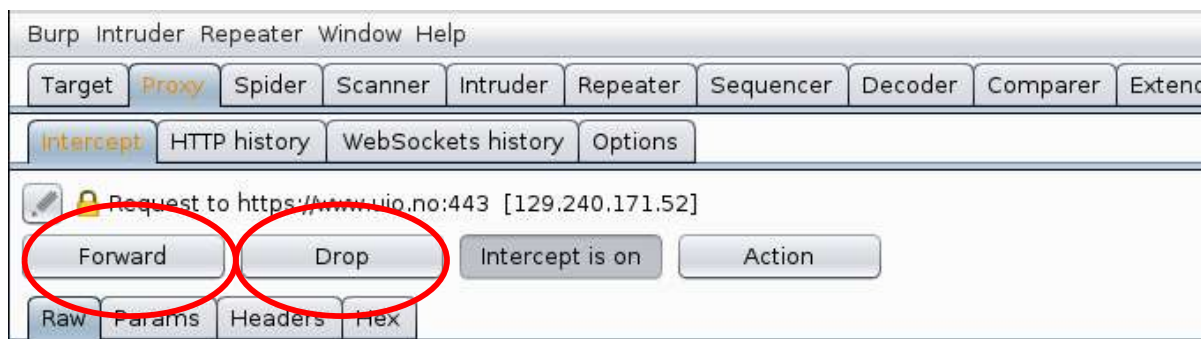 Burp Intruder Repeater Window Help
Target Proxy Spider Scanner Intruder Repeater Sequencer Decoder Comparer Extend
Intercept HTTP history WebSockets history Options
Request to https://www.uio.no:443 [129.240.171.52]
Forward Drop Intercept is on Action
Raw Params Headers Hex